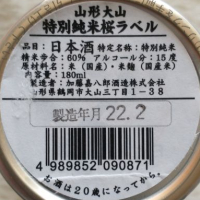 山形大山
特別純米桜ラベル
品目：日本酒 特定名称：特別純米
精米歩合：60% アルコール分：15度
原材料名：米（国産）・米麹（国産米）
内容量：180ml
製造者：加藤嘉八郎酒造株式会社
山形県鶴岡市大山三丁目1－38
製造年月 22.2
4989852090871
お酒は20歳になってから。